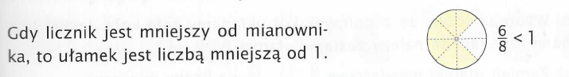 Gdy licznik jest mniejszy od mianowni-
ka, to ułamek jest liczbą mniejszą od 1.
6/8 < 1